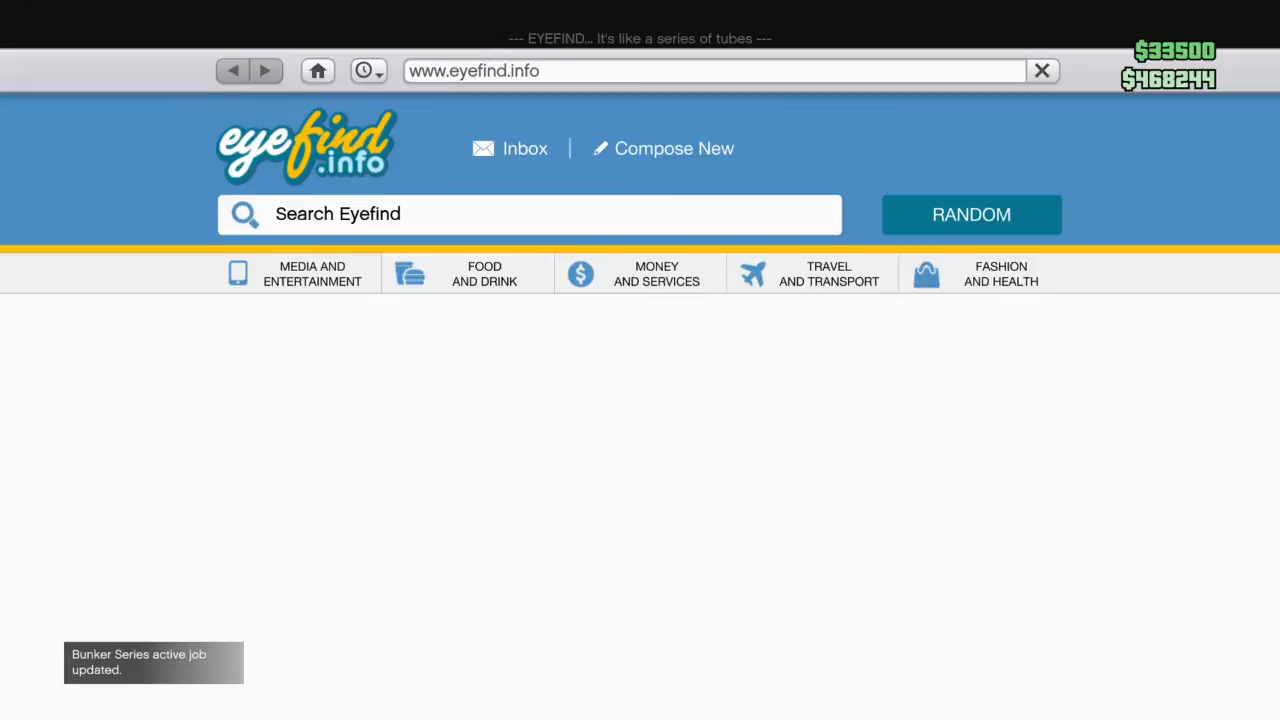 --- EYEFIND... It's like a series of tubes ---
$33500
www.eyefind.info
$468244
eyefind
.info
Inbox
Compose New
Search Eyefind
RANDOM
MEDIA AND
ENTERTAINMENT
FOOD
AND DRINK
MONEY
AND SERVICES
TRAVEL
AND TRANSPORT
FASHION
AND HEALTH
Bunker Series active job
updated.